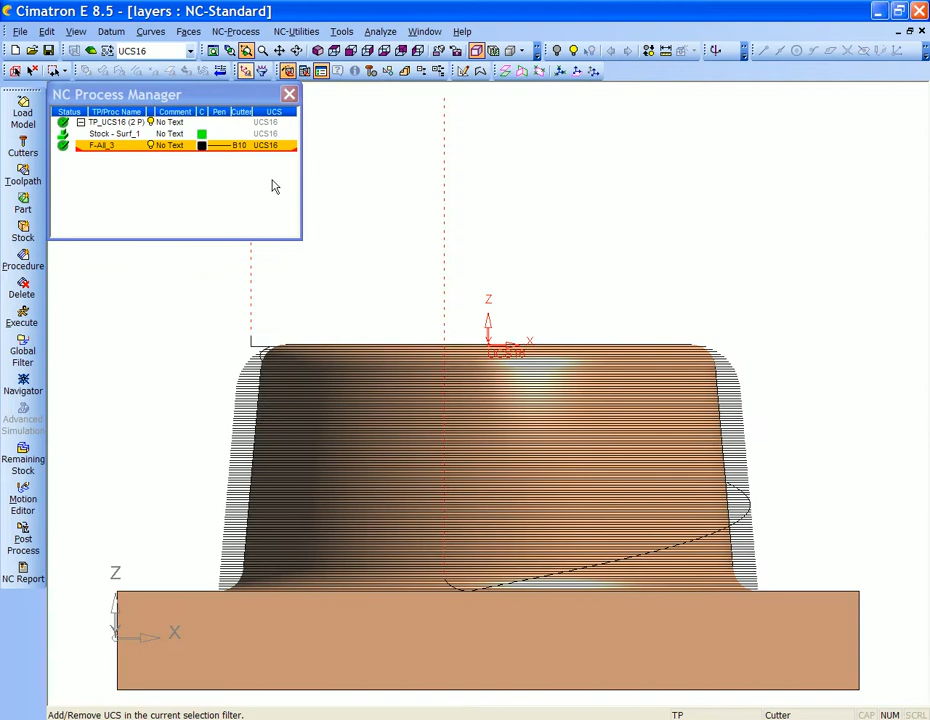 Cimatron E 8.5 - [layers : NC-Standard]
File Edit View Datum Curves Faces NC-Process NC-Utilities Tools Analyze Window Help
UCS16
NC Process Manager
Status TP/Proc Name Comment C Pen Cutter UCS
TP_UCS16 (2 P) No Text UCS16
Stock - Surf_1 No Text UCS16
F-All_3 No Text B10 UCS16
Load
Model
Cutters
Toolpath
Part
Stock
Procedure
Delete
Execute
Global
Filter
Navigator
Advanced
Simulation
Remaining
Stock
Motion
Editor
Post
Process
NC Report
Z
X
UCS16
Z
Y
X
Add/Remove UCS in the current selection filter.
TP
Cutter
CAP NUM SCRL